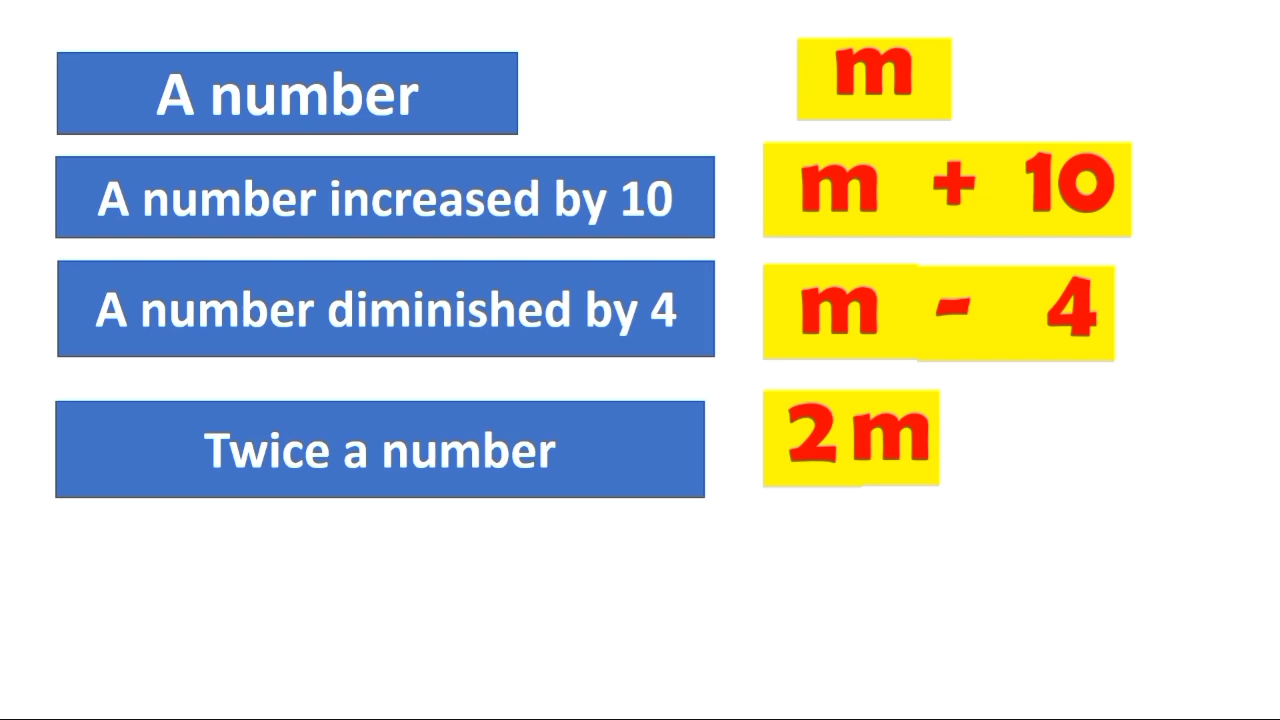 A number
m
A number increased by 10
m + 10
A number diminished by 4
m - 4
Twice a number
2m